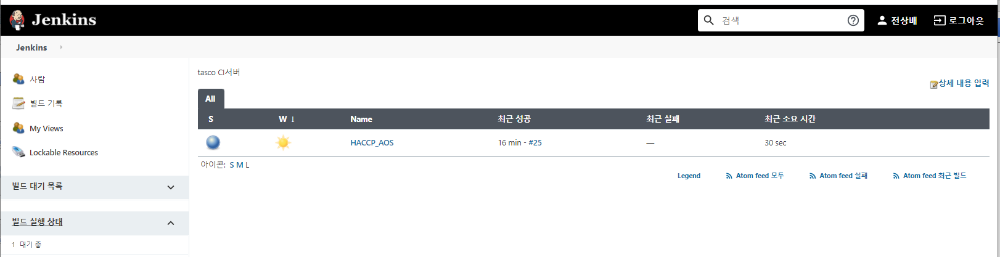 Jenkins
검색
전상배
로그아웃
Jenkins
사람
빌드 기록
My Views
Lockable Resources
빌드 대기 목록
빌드 실행 상태
1 대기 중
tasco CI서버
상세 내용 입력
All
S W ↓ Name 최근 성공 최근 실패 최근 소요 시간
HACCP_AOS 16 min - #25 — 30 sec
아이콘: S M L
Legend Atom feed 모두 Atom feed 실패 Atom feed 최근 빌드